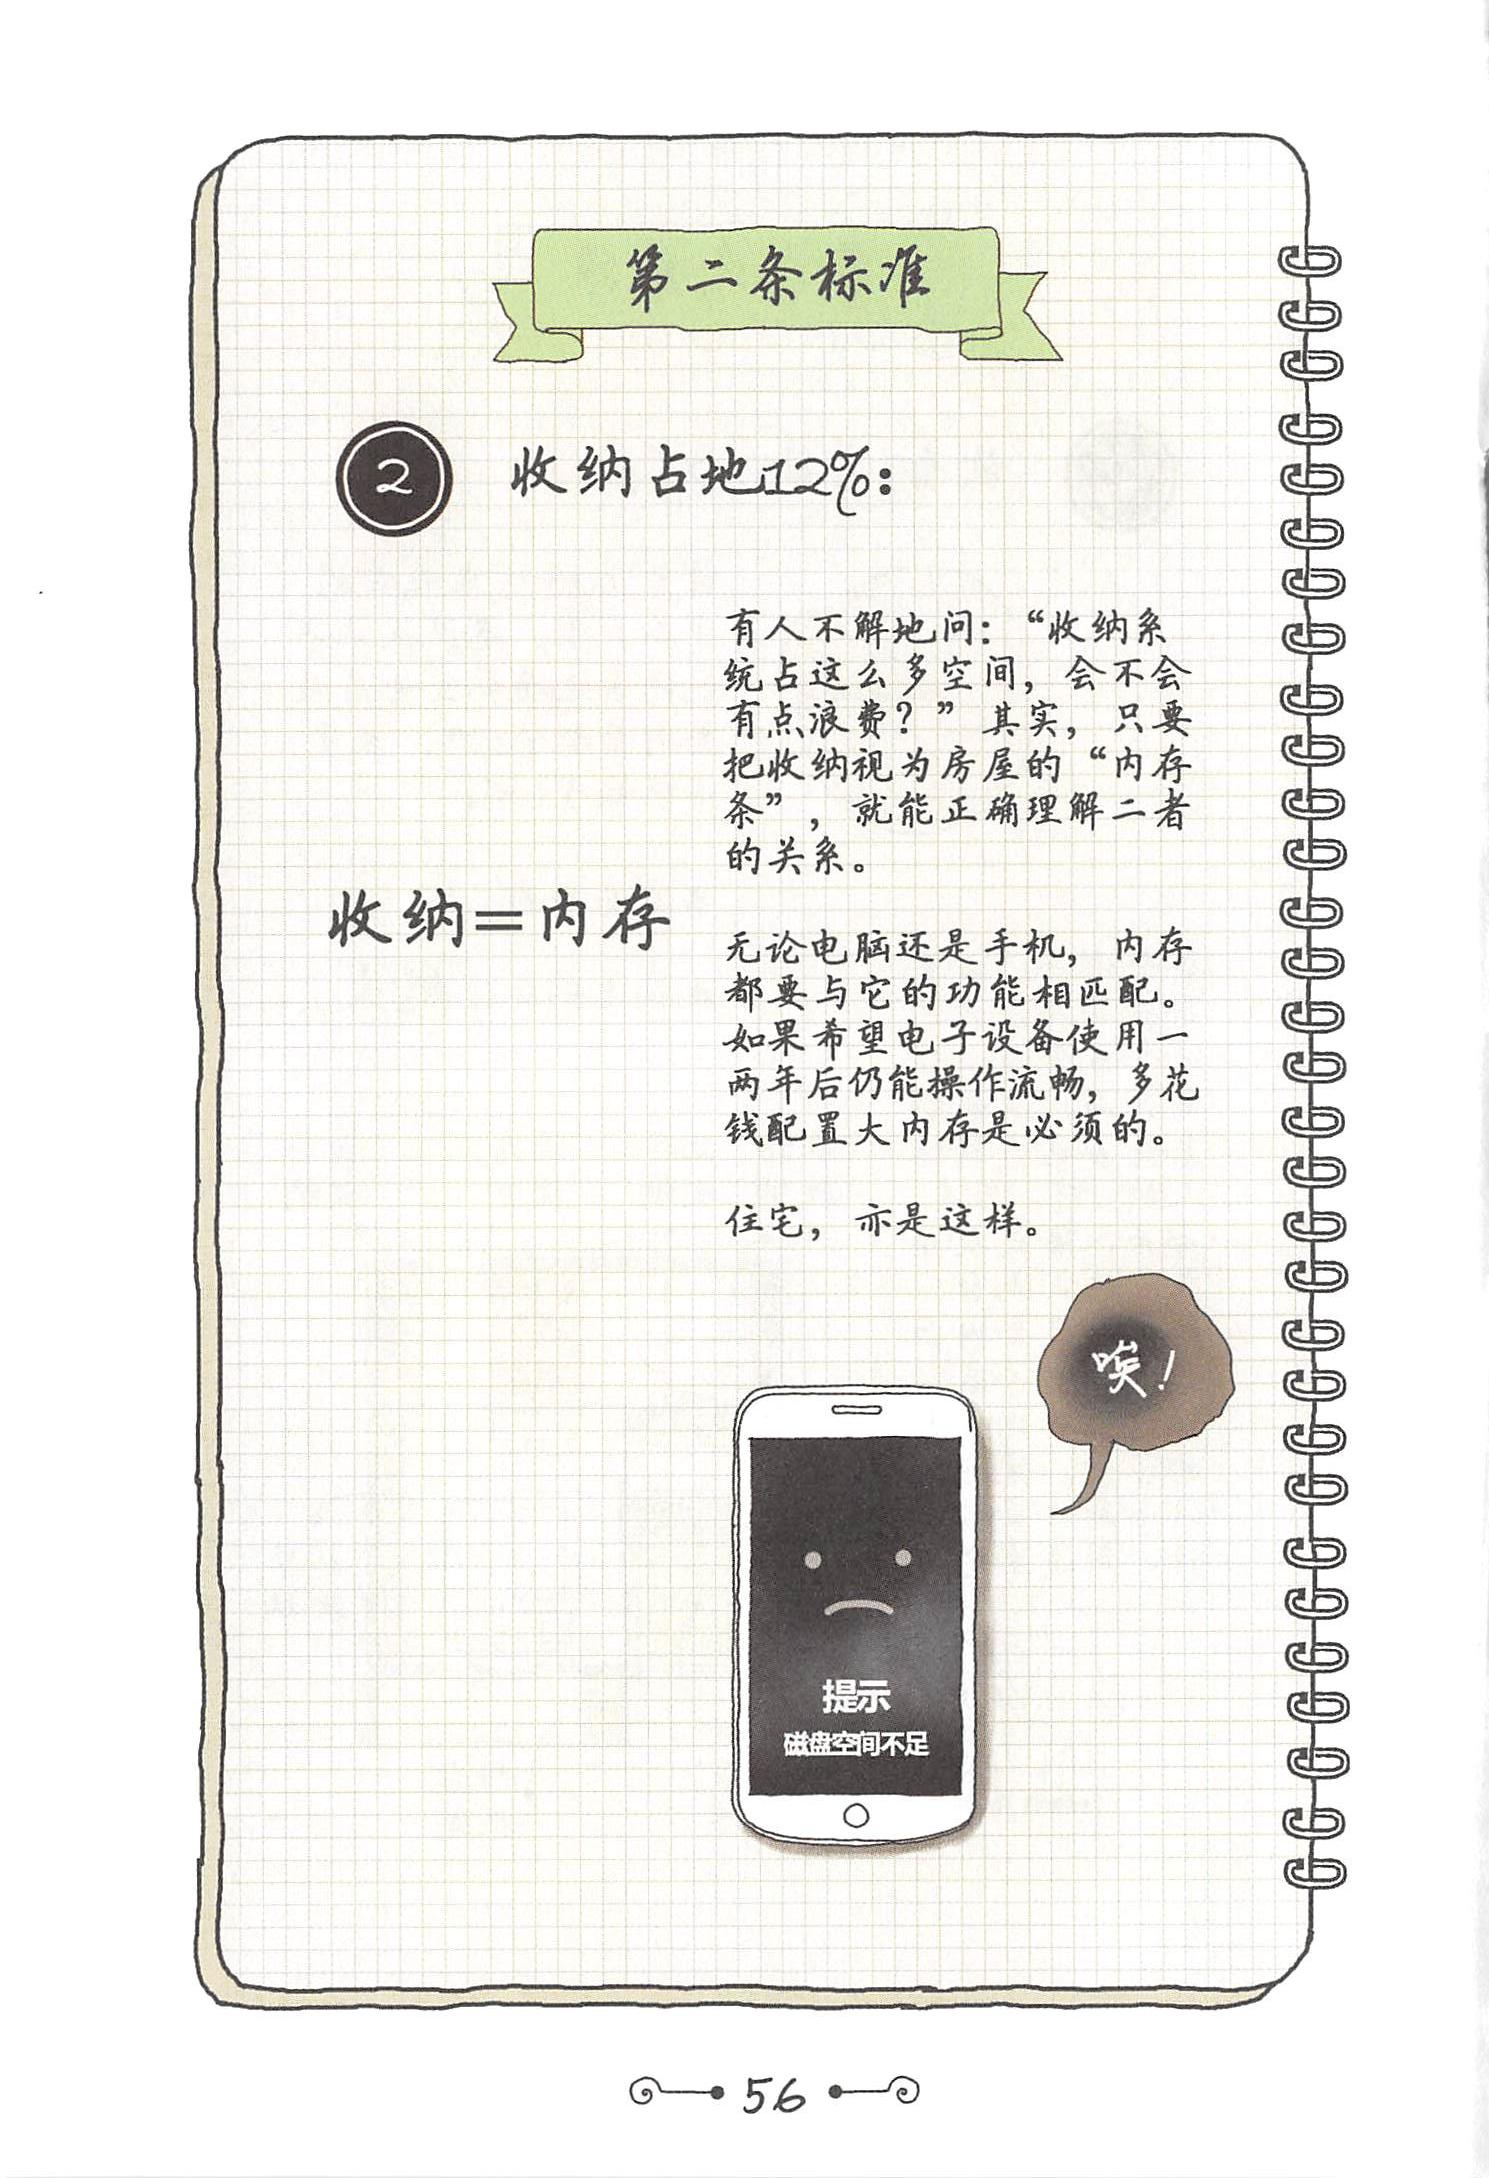 第二条标准
2 收纳占地12%：
有人不解地问：“收纳系
统占这么多空间，会不会
有点浪费？”其实，只要
把收纳视为房屋的“内存
条”，就能正确理解二者
的关系。
收纳=内存
无论电脑还是手机，内存
都要与它的功能相匹配。
如果希望电子设备使用一
两年后仍能操作流畅，多花
钱配置大内存是必须的。
住宅，亦是这样。
唉！
提示
磁盘空间不足
56